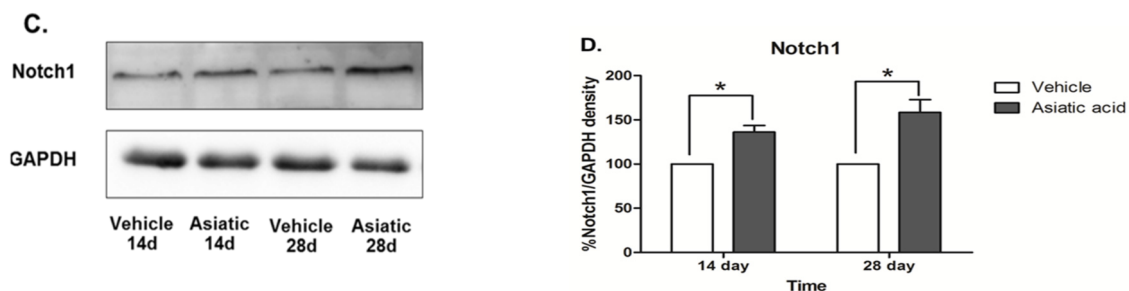 C.
Notch1
GAPDH
Vehicle 14d
Asiatic 14d
Vehicle 28d
Asiatic 28d
D.
Notch1
%Notch1/GAPDH density
200
150
100
50
0
*
*
14 day
28 day
Time
Vehicle
Asiatic acid